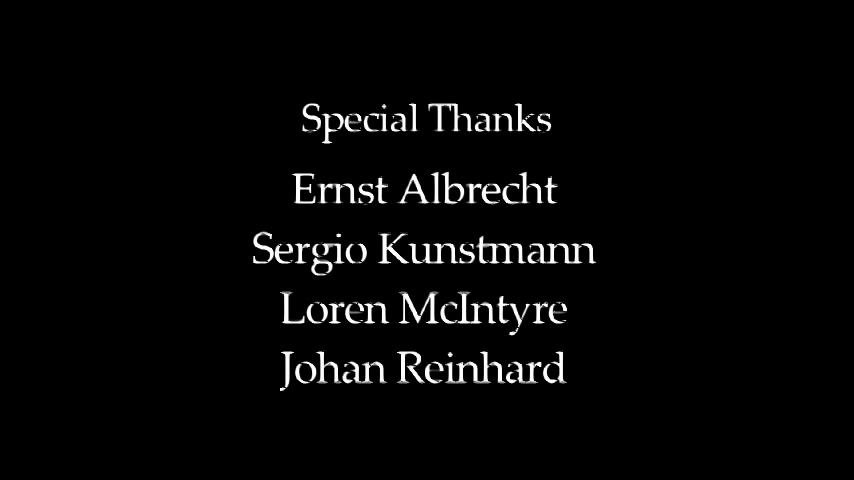 Special Thanks
Ernst Albrecht
Sergio Kunstmann
Loren McIntyre
Johan Reinhard